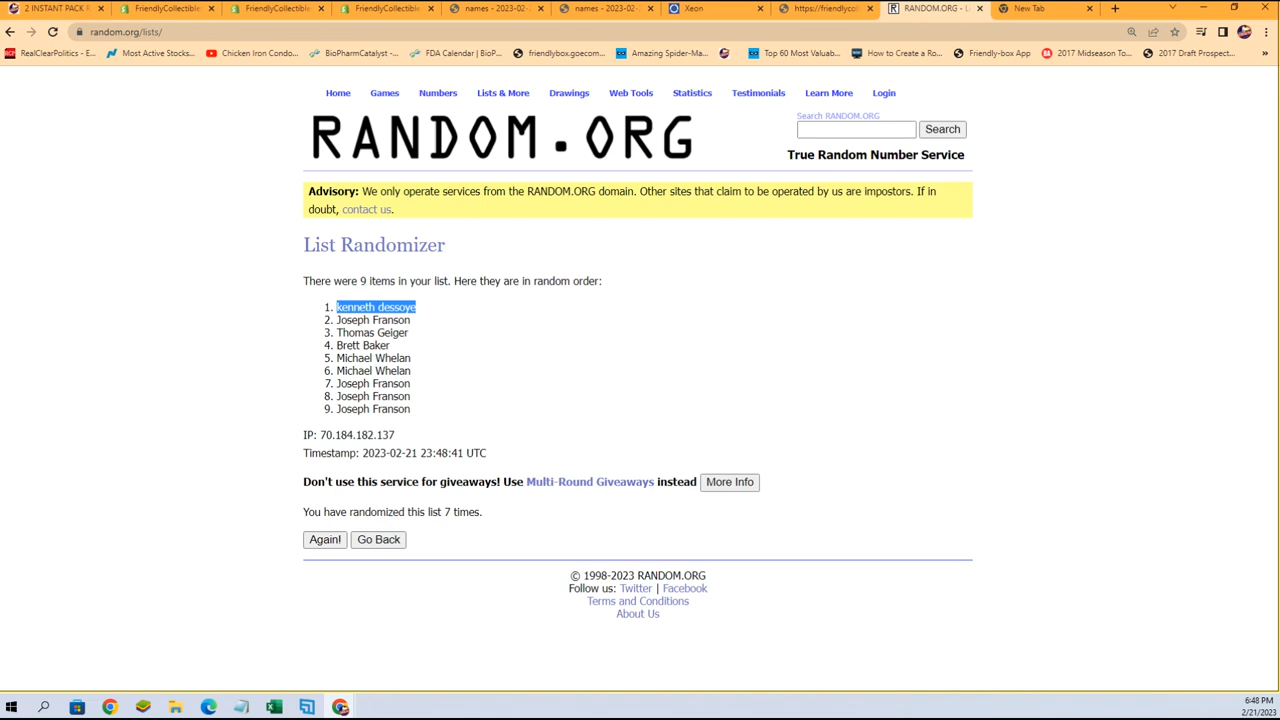 2 INSTANT PACK R
FriendlyCollectible
FriendlyCollectible
FriendlyCollectible
names - 2023-02-
names - 2023-02-
Xeon
https://friendlycol
RANDOM.ORG - L
New Tab
random.org/lists/
RealClearPolitics - E...
Most Active Stocks...
Chicken Iron Condo...
BioPharmCatalyst -...
FDA Calendar | BioP...
friendlybox.goecom...
Amazing Spider-Ma...
Top 60 Most Valuab...
How to Create a Ro...
Friendly-box App
2017 Midseason To...
2017 Draft Prospect...
»
Home Games Numbers Lists & More Drawings Web Tools Statistics Testimonials Learn More Login
RANDOM.ORG
Search RANDOM.ORG
Search
True Random Number Service
Advisory: We only operate services from the RANDOM.ORG domain. Other sites that claim to be operated by us are impostors. If in
doubt, contact us.
List Randomizer
There were 9 items in your list. Here they are in random order:
1. kenneth dessoye
2. Joseph Franson
3. Thomas Geiger
4. Brett Baker
5. Michael Whelan
6. Michael Whelan
7. Joseph Franson
8. Joseph Franson
9. Joseph Franson
IP: 70.184.182.137
Timestamp: 2023-02-21 23:48:41 UTC
Don't use this service for giveaways! Use Multi-Round Giveaways instead More Info
You have randomized this list 7 times.
Again! Go Back
© 1998-2023 RANDOM.ORG
Follow us: Twitter | Facebook
Terms and Conditions
About Us
6:48 PM
2/21/2023